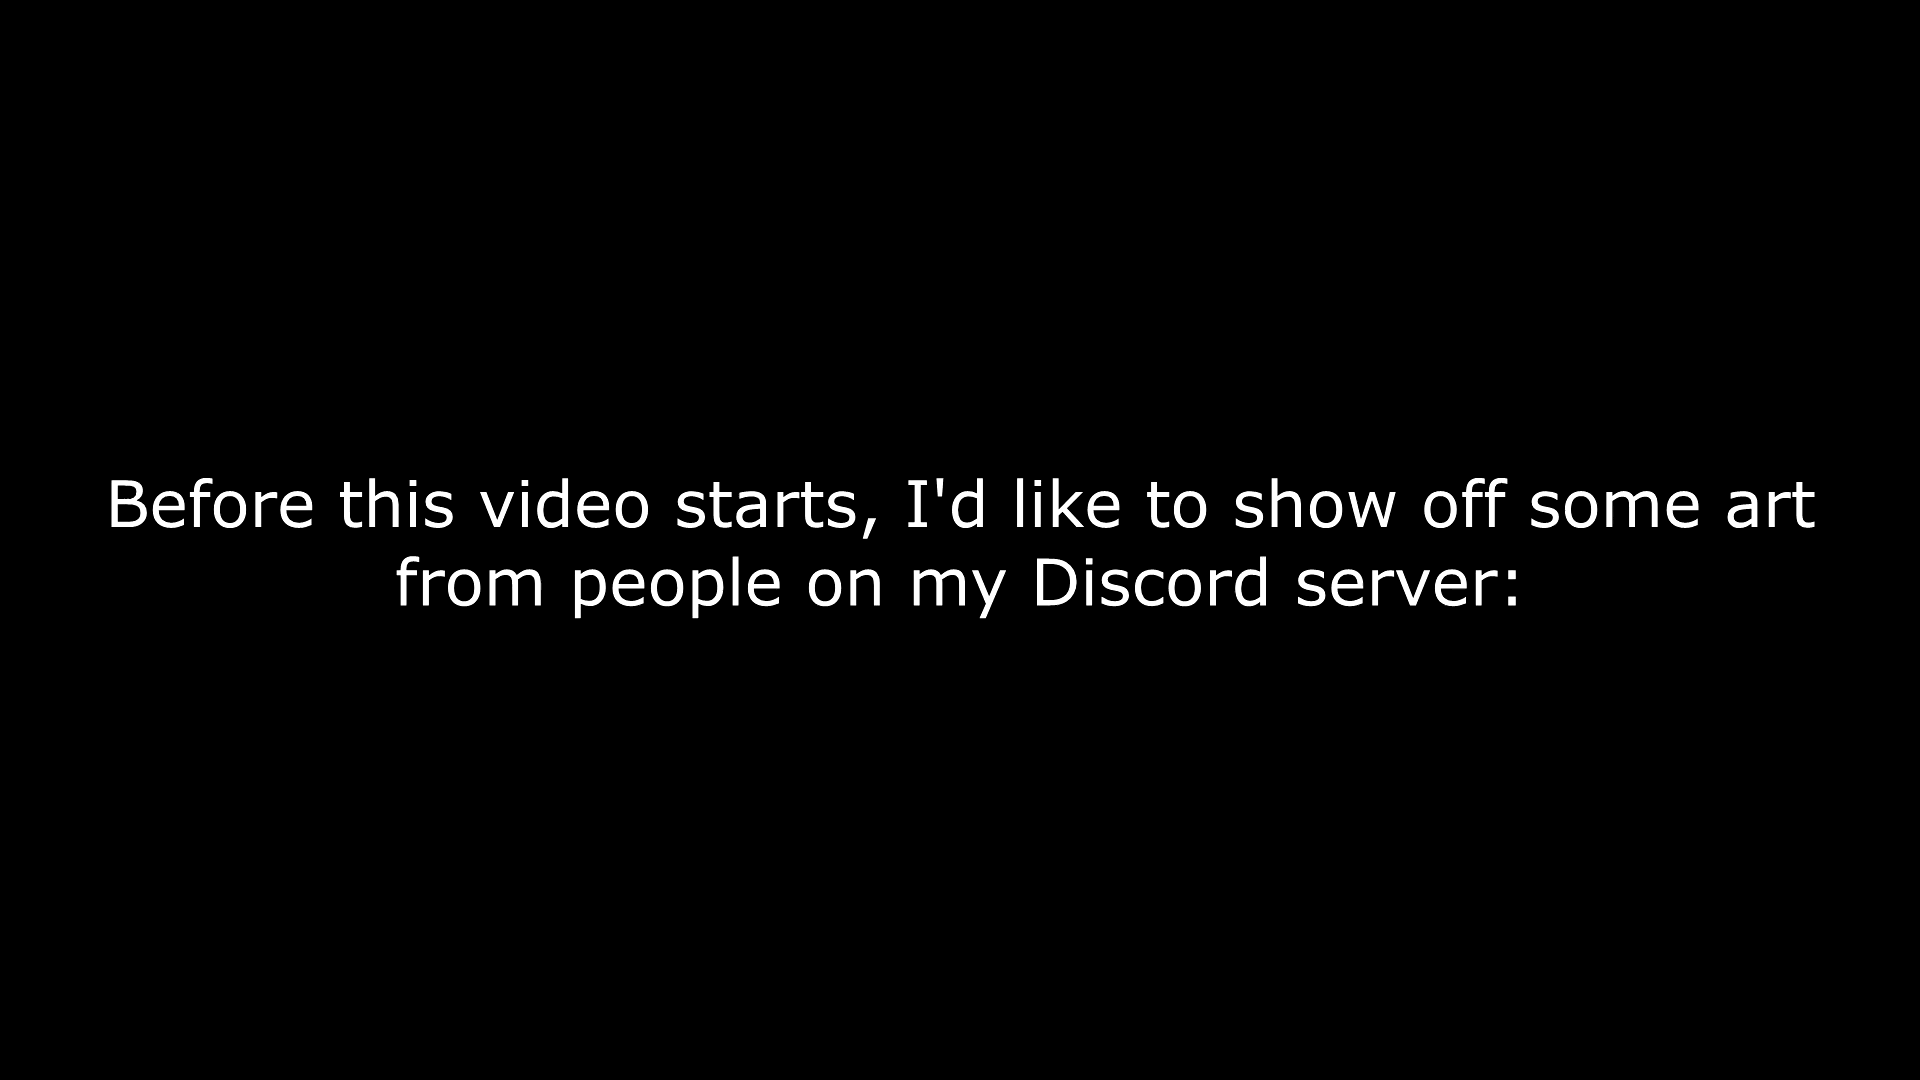 Before this video starts, I'd like to show off some art
from people on my Discord server: